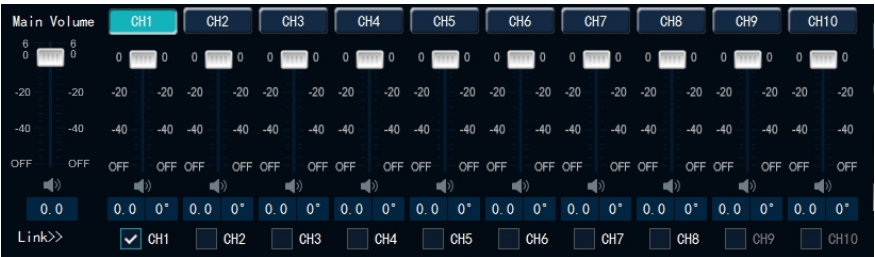 Main Volume CH1 CH2 CH3 CH4 CH5 CH6 CH7 CH8 CH9 CH10
6 6
0 0 0 0 0 0 0 0 0 0 0 0 0 0 0 0 0 0 0 0 0 0
-20 -20 -20 -20 -20 -20 -20 -20 -20 -20 -20 -20 -20 -20 -20 -20 -20 -20 -20 -20 -20 -20
-40 -40 -40 -40 -40 -40 -40 -40 -40 -40 -40 -40 -40 -40 -40 -40 -40 -40 -40 -40 -40 -40
OFF OFF OFF OFF OFF OFF OFF OFF OFF OFF OFF OFF OFF OFF OFF OFF OFF OFF OFF OFF OFF OFF
0.0 0.0 0° 0.0 0° 0.0 0° 0.0 0° 0.0 0° 0.0 0° 0.0 0° 0.0 0° 0.0 0° 0.0 0°
Link>> CH1 CH2 CH3 CH4 CH5 CH6 CH7 CH8 CH9 CH10